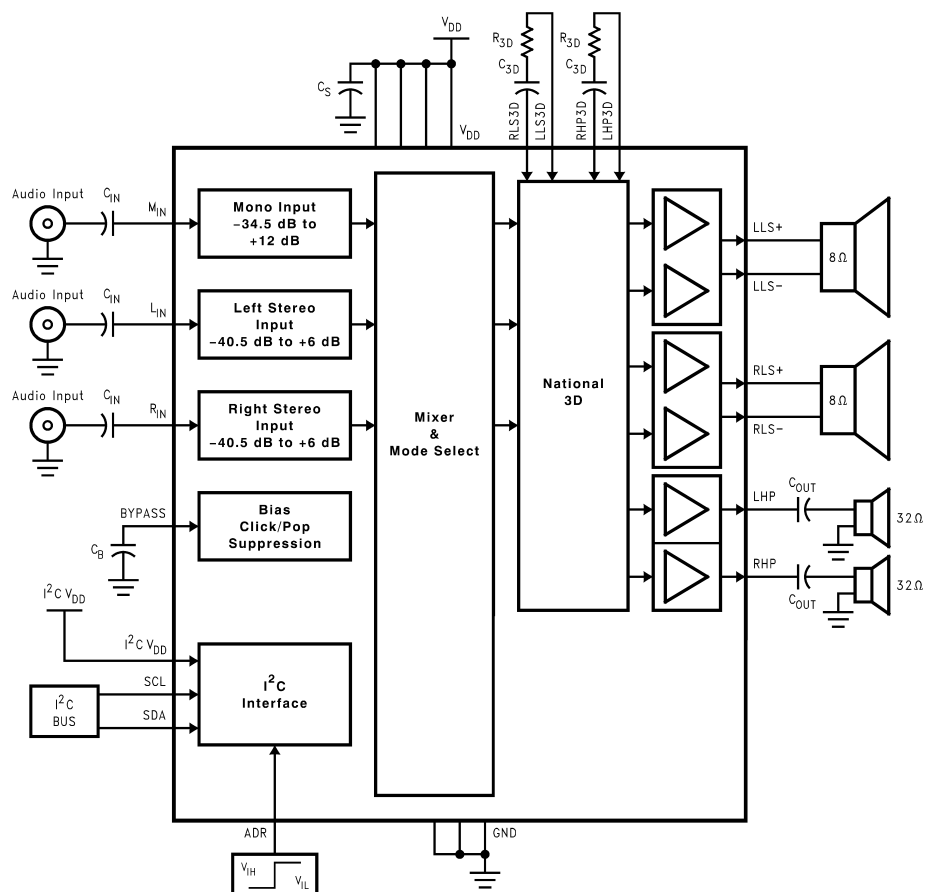 V_DD
R_3D
R_3D
C_S
C_3D
C_3D
RLS3D
LLS3D
RHP3D
LHP3D
V_DD
Audio Input
C_IN
M_IN
Mono Input
-34.5 dB to
+12 dB
LLS+
8Ω
LLS-
Audio Input
C_IN
L_IN
Left Stereo
Input
-40.5 dB to +6 dB
RLS+
8Ω
RLS-
Audio Input
C_IN
R_IN
Right Stereo
Input
-40.5 dB to +6 dB
Mixer
&
Mode Select
National
3D
LHP
C_OUT
32Ω
BYPASS
C_B
Bias
Click/Pop
Suppression
RHP
C_OUT
32Ω
I²C V_DD
I²C V_DD
SCL
SDA
I²C
BUS
I²C
Interface
ADR
V_IH
V_IL
GND